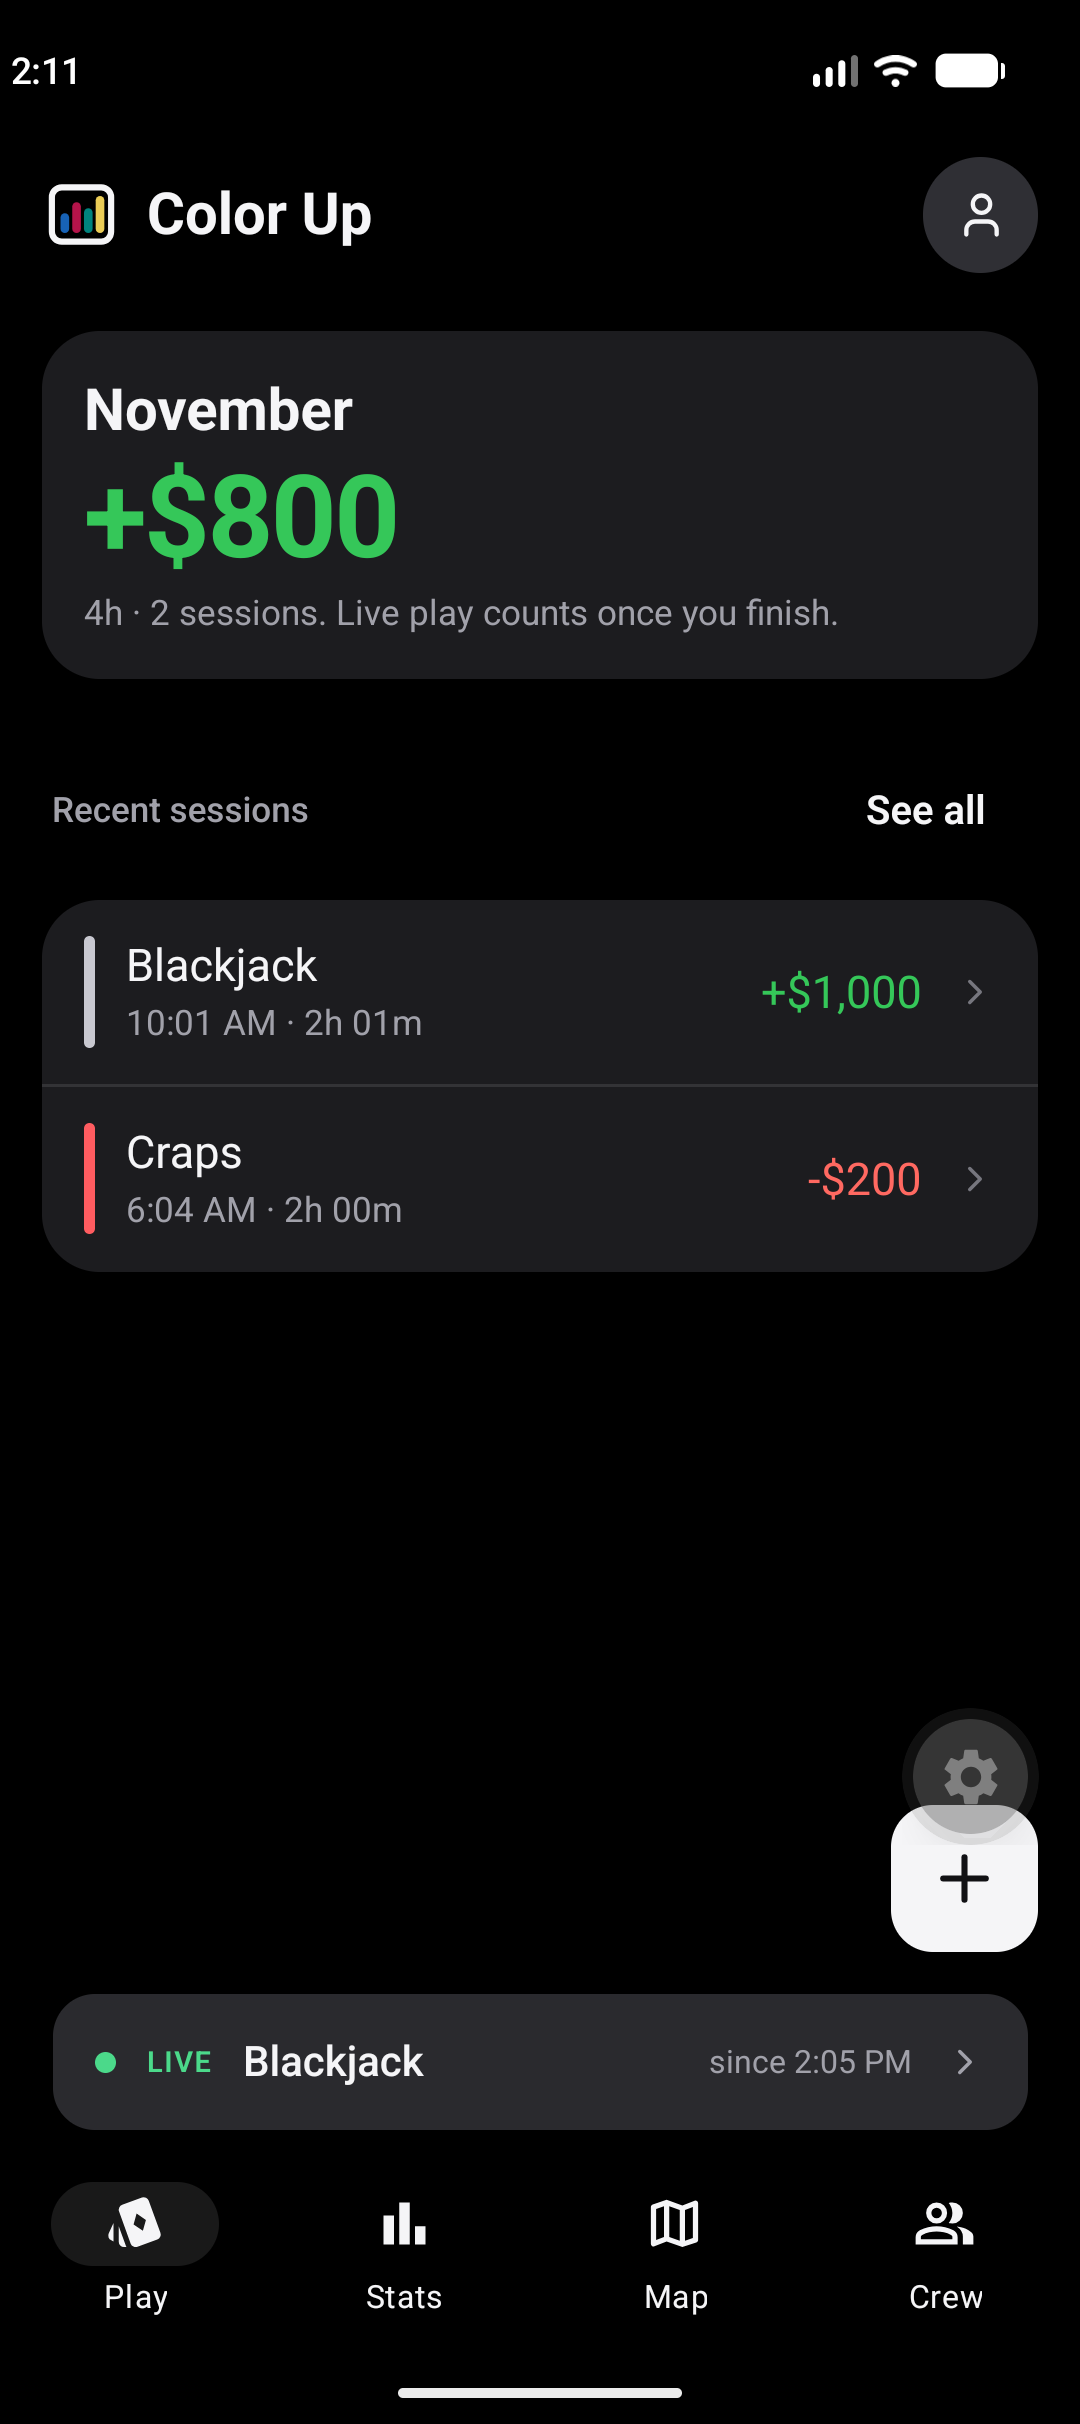 2:11
Color Up
November
+$800
4h · 2 sessions. Live play counts once you finish.
Recent sessions
See all
Blackjack
+$1,000
10:01 AM · 2h 01m
Craps
-$200
6:04 AM · 2h 00m
LIVE Blackjack since 2:05 PM
Play Stats Map Crew